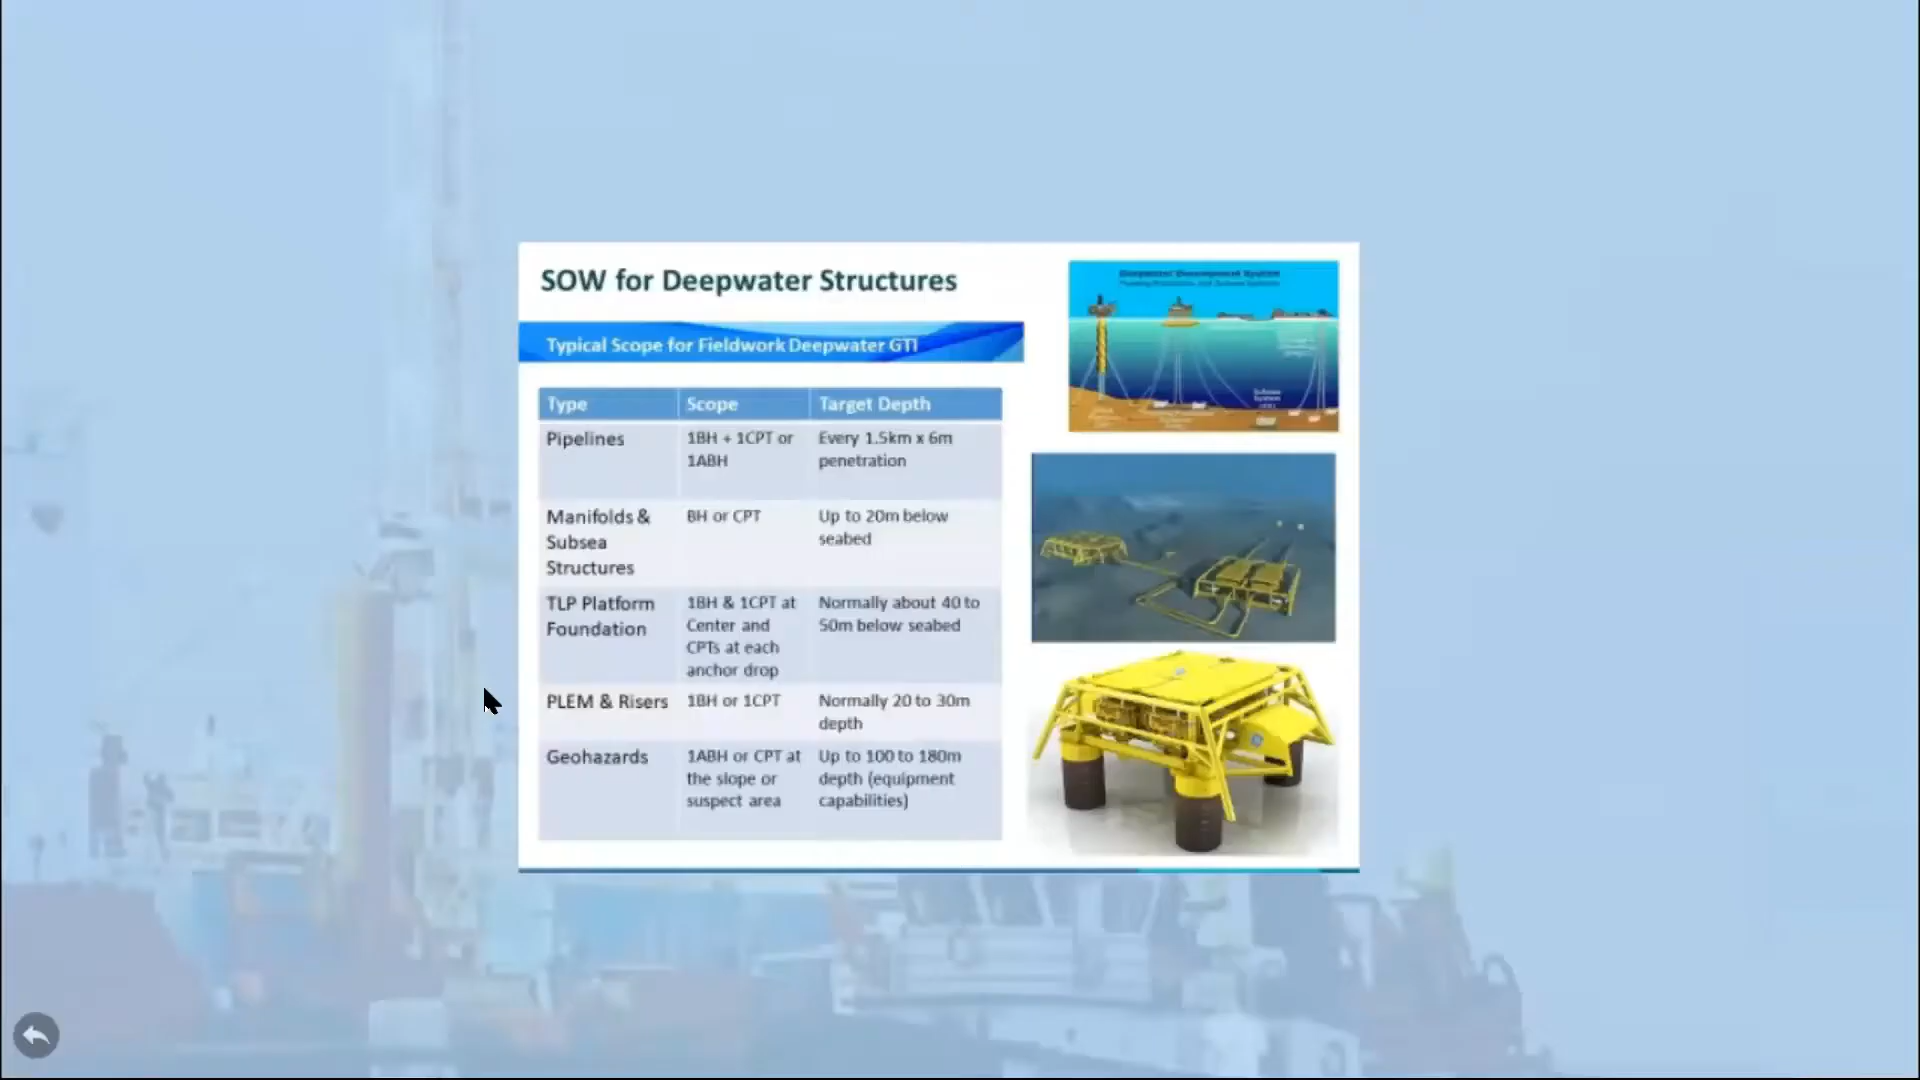 SOW for Deepwater Structures
Typical Scope for Fieldwork Deepwater GTI
Type
Scope
Target Depth
Pipelines
1BH + 1CPT or
1ABH
Every 1.5km x 6m
penetration
Manifolds &
Subsea
Structures
BH or CPT
Up to 20m below
seabed
TLP Platform
Foundation
1BH & 1CPT at
Center and
CPTs at each
anchor drop
Normally about 40 to
50m below seabed
PLEM & Risers
1BH or 1CPT
Normally 20 to 30m
depth
Geohazards
1ABH or CPT at
the slope or
suspect area
Up to 100 to 180m
depth (equipment
capabilities)
Deepwater Development System